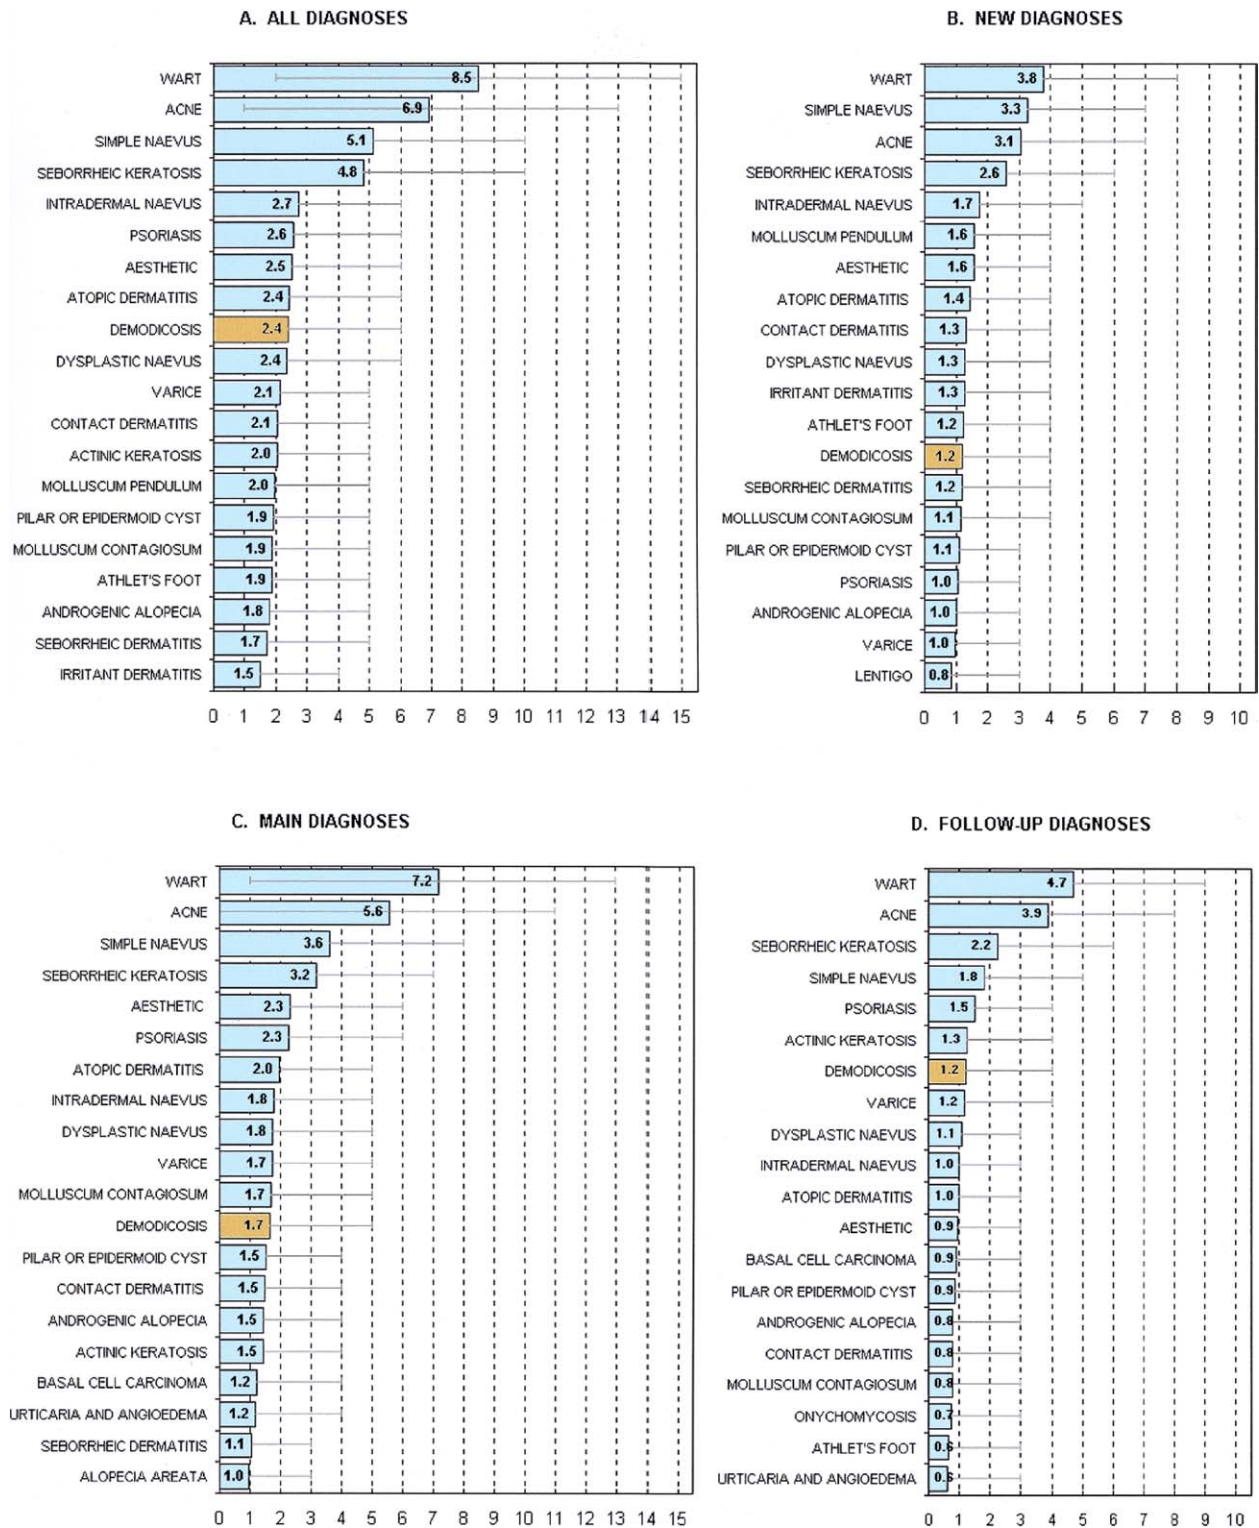 A. ALL DIAGNOSES
WART 8.5
ACNE 6.9
SIMPLE NAEVUS 5.1
SEBORRHEIC KERATOSIS 4.8
INTRADERMAL NAEVUS 2.7
PSORIASIS 2.6
AESTHETIC 2.5
ATOPIC DERMATITIS 2.4
DEMODICOSIS 2.4
DYSPLASTIC NAEVUS 2.4
VARICE 2.1
CONTACT DERMATITIS 2.1
ACTINIC KERATOSIS 2.0
MOLLUSCUM PENDULUM 2.0
PILAR OR EPIDERMOID CYST 1.9
MOLLUSCUM CONTAGIOSUM 1.9
ATHLET'S FOOT 1.9
ANDROGENIC ALOPECIA 1.8
SEBORRHEIC DERMATITIS 1.7
IRRITANT DERMATITIS 1.5
0 1 2 3 4 5 6 7 8 9 10 11 12 13 14 15
B. NEW DIAGNOSES
WART 3.8
SIMPLE NAEVUS 3.3
ACNE 3.1
SEBORRHEIC KERATOSIS 2.6
INTRADERMAL NAEVUS 1.7
MOLLUSCUM PENDULUM 1.6
AESTHETIC 1.6
ATOPIC DERMATITIS 1.4
CONTACT DERMATITIS 1.3
DYSPLASTIC NAEVUS 1.3
IRRITANT DERMATITIS 1.3
ATHLET'S FOOT 1.2
DEMODICOSIS 1.2
SEBORRHEIC DERMATITIS 1.2
MOLLUSCUM CONTAGIOSUM 1.1
PILAR OR EPIDERMOID CYST 1.1
PSORIASIS 1.0
ANDROGENIC ALOPECIA 1.0
VARICE 1.0
LENTIGO 0.8
0 1 2 3 4 5 6 7 8 9 10
C. MAIN DIAGNOSES
WART 7.2
ACNE 5.6
SIMPLE NAEVUS 3.6
SEBORRHEIC KERATOSIS 3.2
AESTHETIC 2.3
PSORIASIS 2.3
ATOPIC DERMATITIS 2.0
INTRADERMAL NAEVUS 1.8
DYSPLASTIC NAEVUS 1.8
VARICE 1.7
MOLLUSCUM CONTAGIOSUM 1.7
DEMODICOSIS 1.7
PILAR OR EPIDERMOID CYST 1.5
CONTACT DERMATITIS 1.5
ANDROGENIC ALOPECIA 1.5
ACTINIC KERATOSIS 1.5
BASAL CELL CARCINOMA 1.2
URTICARIA AND ANGIOEDEMA 1.2
SEBORRHEIC DERMATITIS 1.1
ALOPECIA AREATA 1.0
0 1 2 3 4 5 6 7 8 9 10 11 12 13 14 15
D. FOLLOW-UP DIAGNOSES
WART 4.7
ACNE 3.9
SEBORRHEIC KERATOSIS 2.2
SIMPLE NAEVUS 1.8
PSORIASIS 1.5
ACTINIC KERATOSIS 1.3
DEMODICOSIS 1.2
VARICE 1.2
DYSPLASTIC NAEVUS 1.1
INTRADERMAL NAEVUS 1.0
ATOPIC DERMATITIS 1.0
AESTHETIC 0.9
BASAL CELL CARCINOMA 0.9
PILAR OR EPIDERMOID CYST 0.9
ANDROGENIC ALOPECIA 0.8
CONTACT DERMATITIS 0.8
MOLLUSCUM CONTAGIOSUM 0.8
ONYCHOMYCOSIS 0.7
ATHLET'S FOOT 0.6
URTICARIA AND ANGIOEDEMA 0.6
0 1 2 3 4 5 6 7 8 9 10